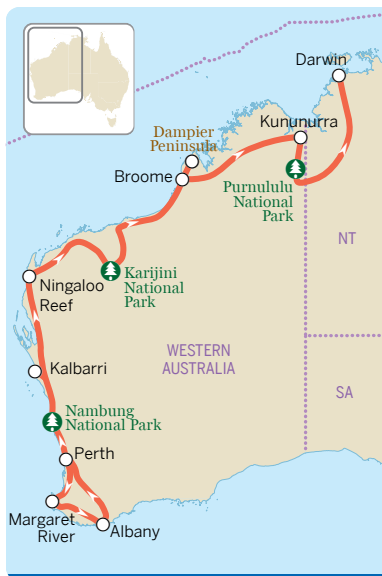 Darwin
Kununurra
Dampier
Peninsula
Broome
Purnululu
National
Park
NT
Karijini
National
Park
Ningaloo
Reef
WESTERN
AUSTRALIA
Kalbarri
SA
Nambung
National Park
Perth
Margaret
River
Albany